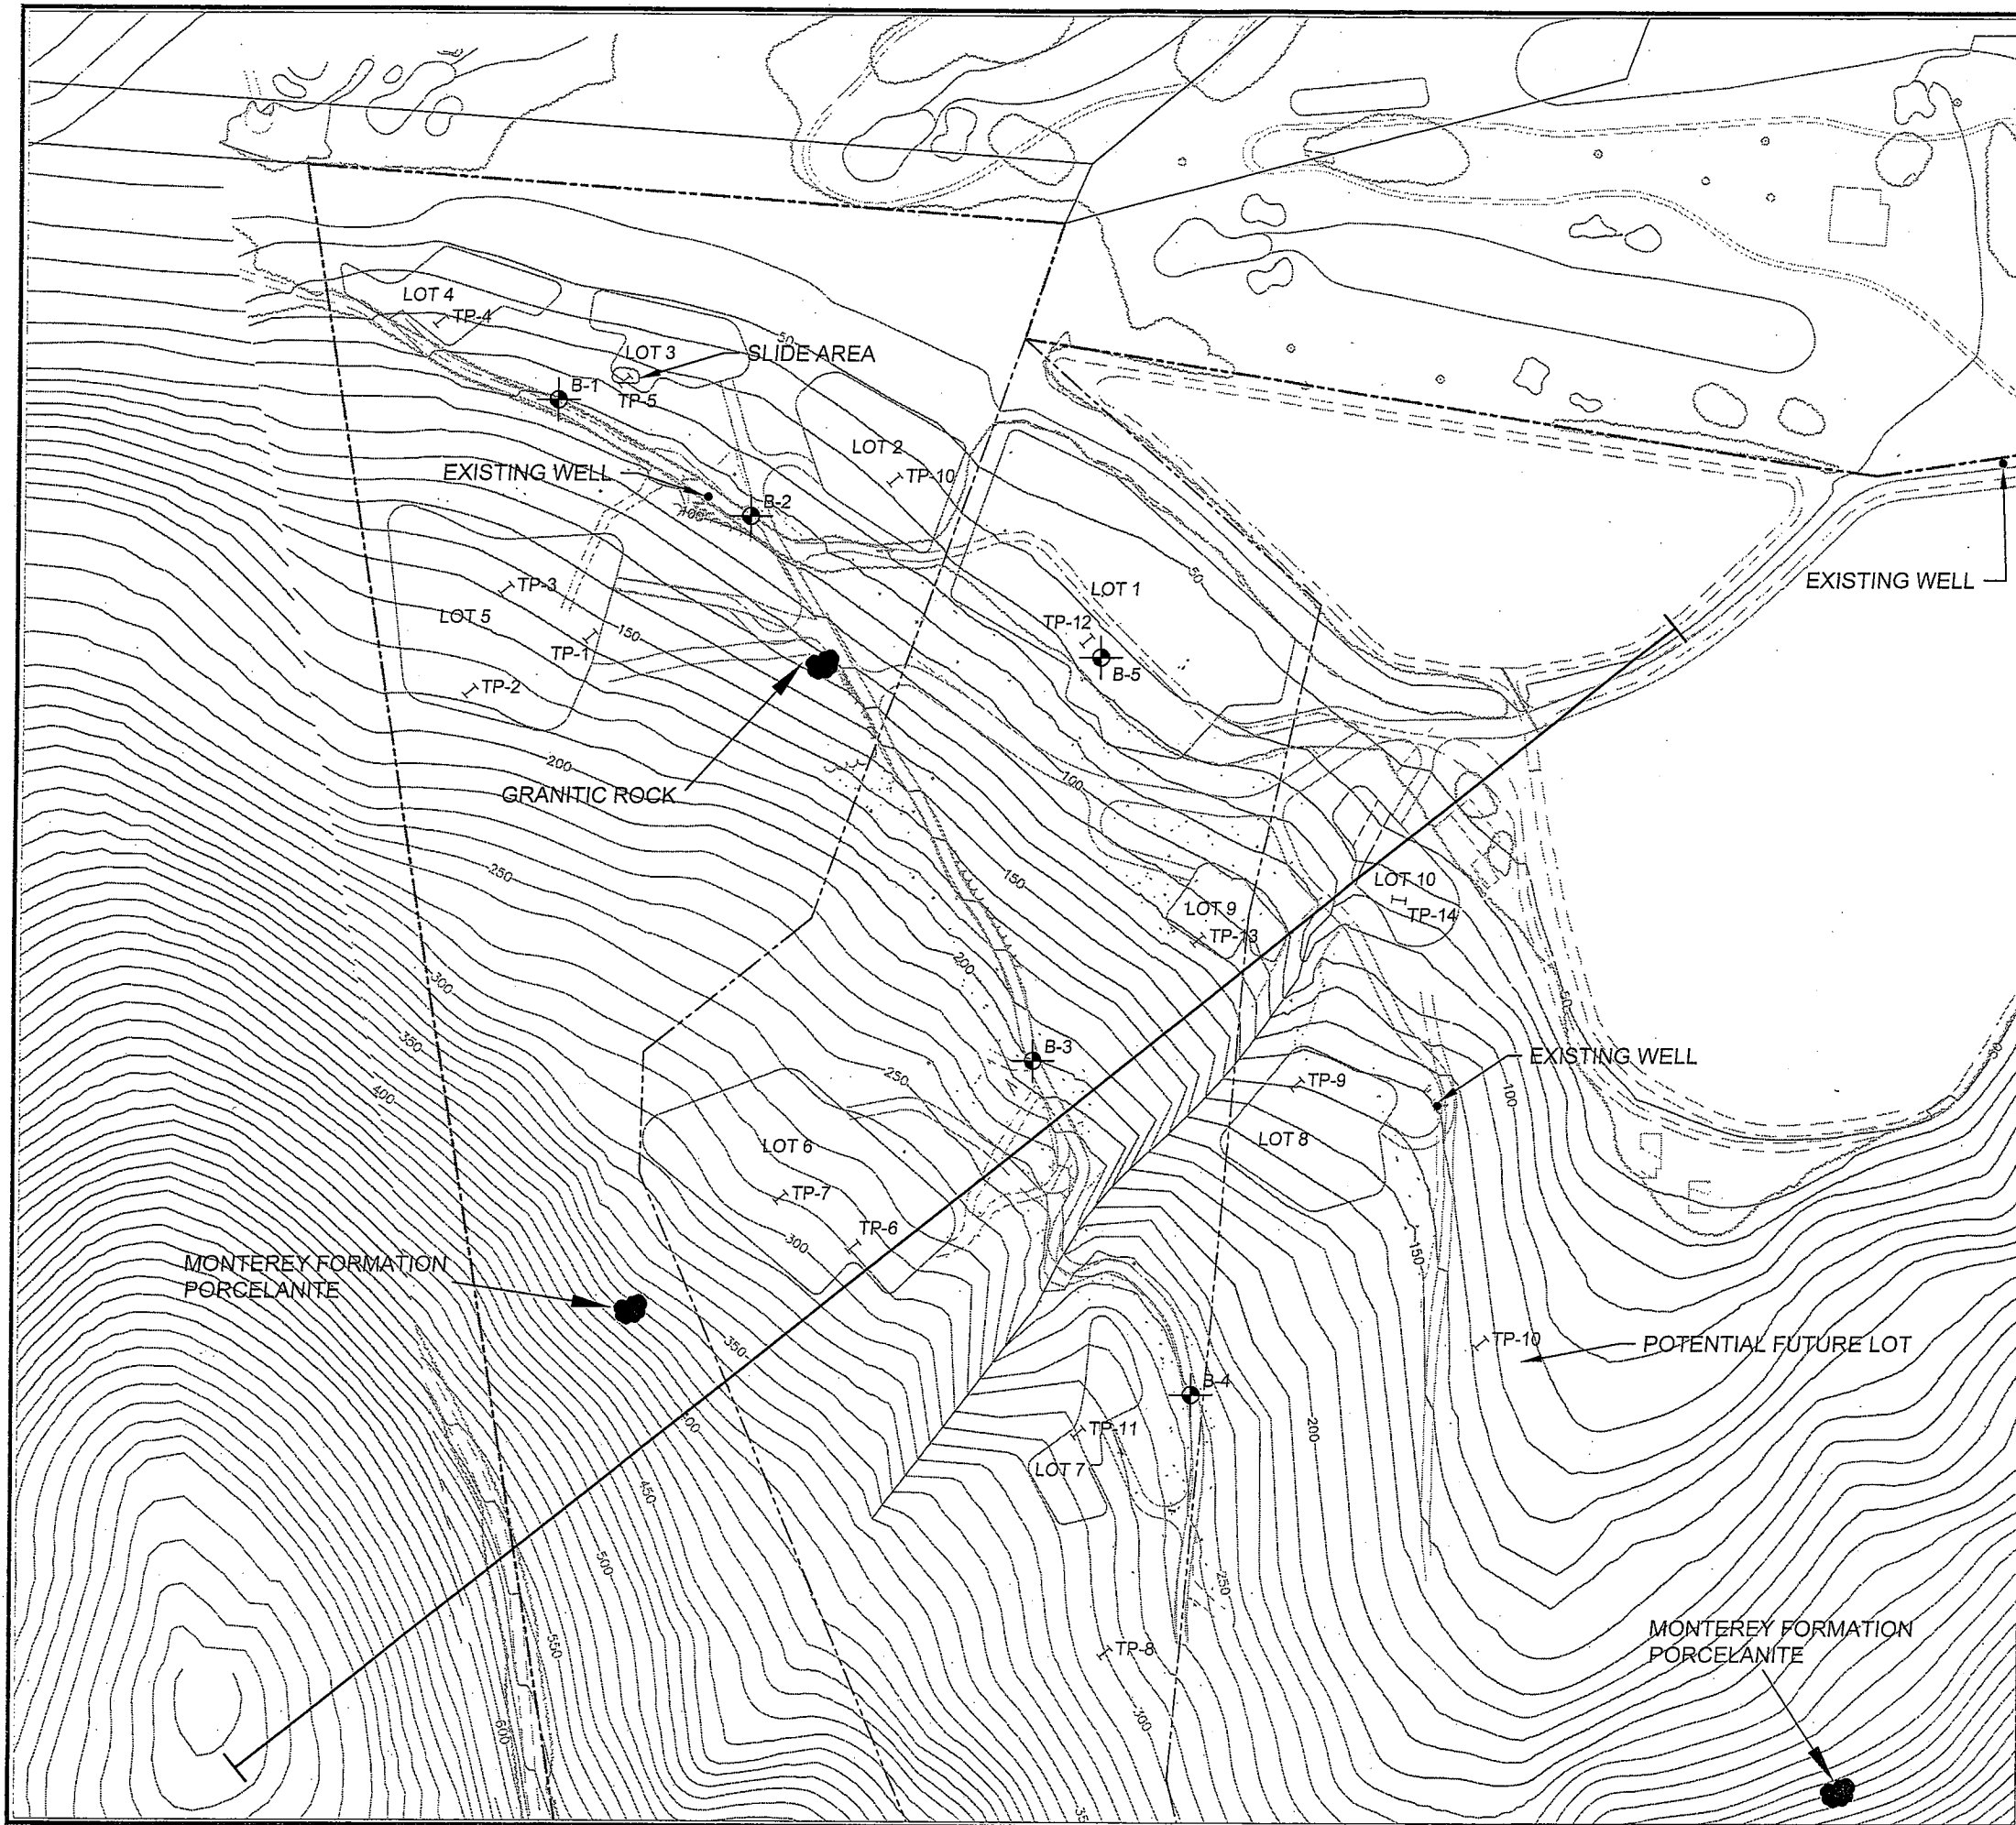 LOT 4
TP-4
50
LOT 3
SLIDE AREA
B-1
TP-5
LOT 2
EXISTING WELL
TP-10
B-2
100
50
EXISTING WELL
TP-3
LOT 1
LOT 5
TP-12
150
TP-1
B-5
TP-2
200
100
GRANITIC ROCK
250
150
LOT 10
LOT 9
TP-14
TP-13
200
300
50
350
B-3
50
EXISTING WELL
250
TP-9
400
100
LOT 8
LOT 6
TP-7
TP-6
300
150
MONTEREY FORMATION
PORCELANITE
350
TP-10
POTENTIAL FUTURE LOT
B-4
400
TP-11
200
LOT 7
450
500
250
550
TP-8
MONTEREY FORMATION
PORCELANITE
600
300